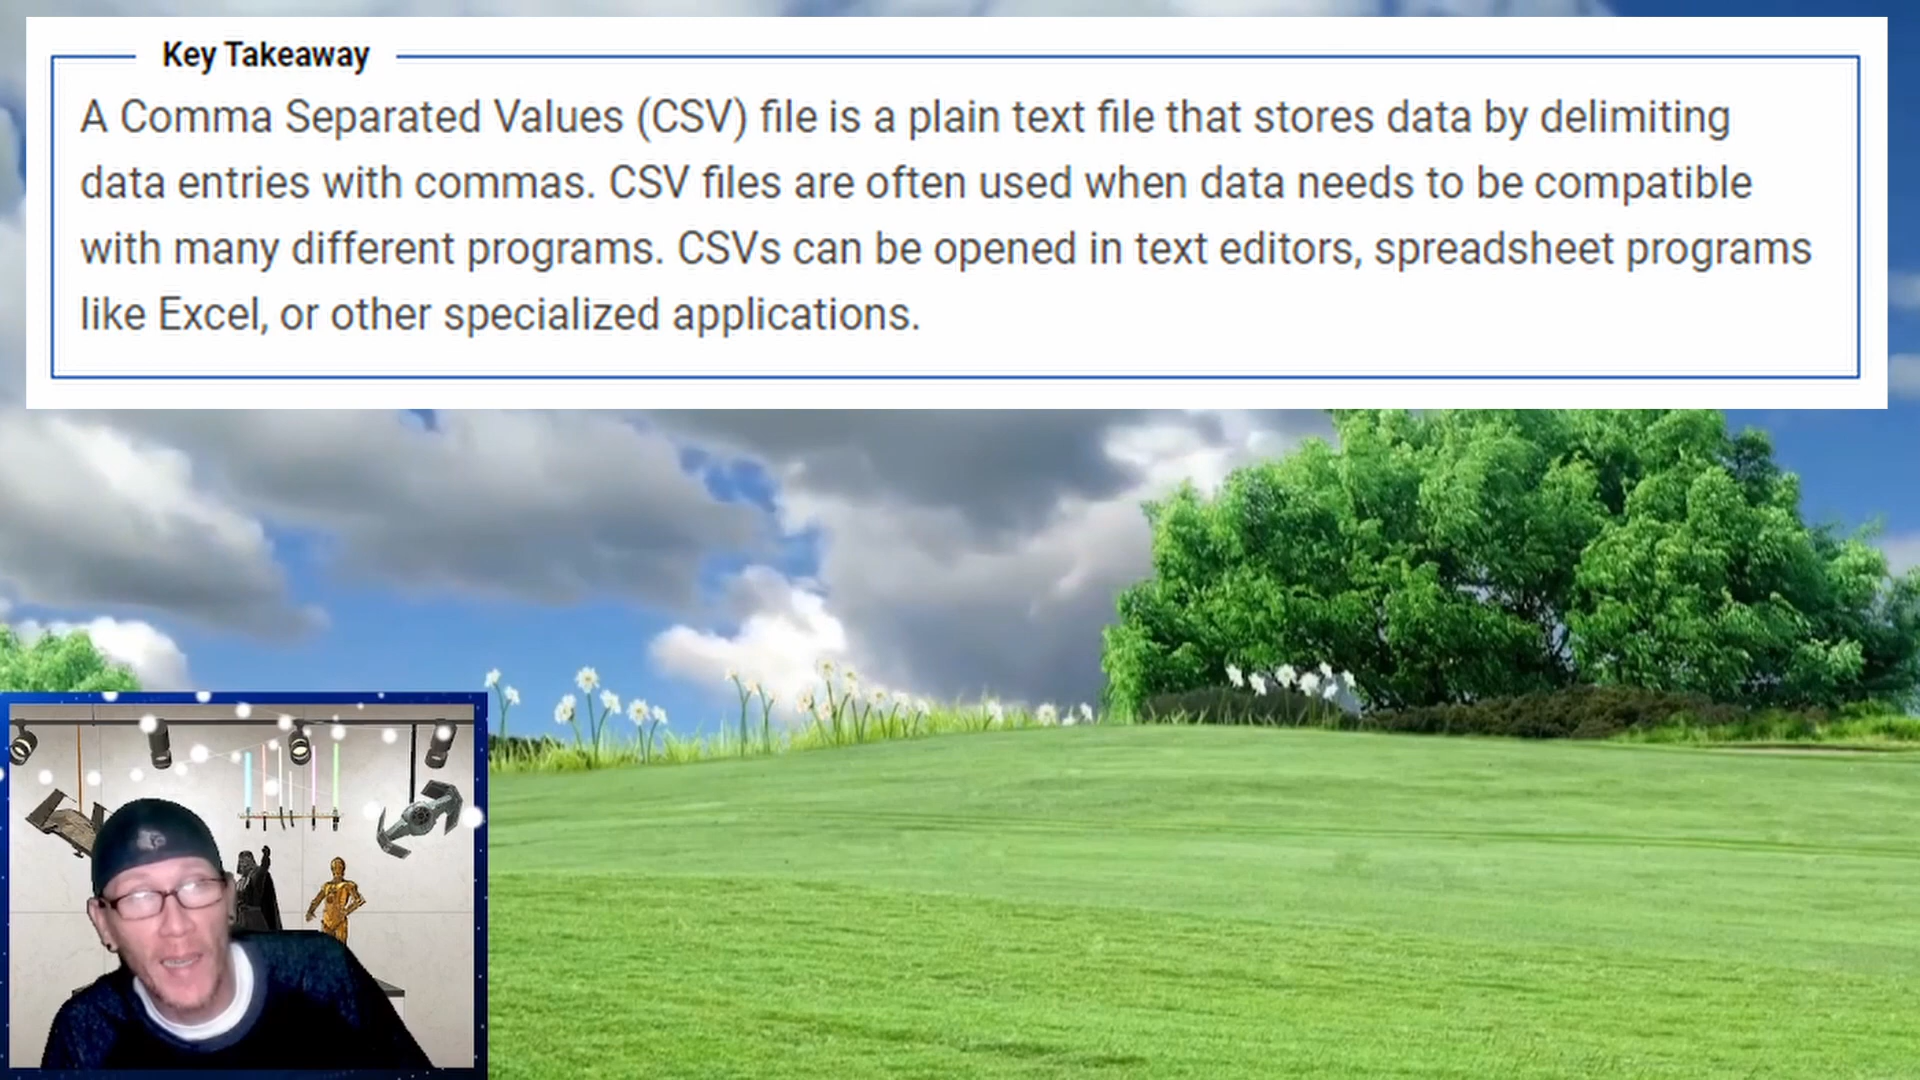 Key Takeaway
A Comma Separated Values (CSV) file is a plain text file that stores data by delimiting
data entries with commas. CSV files are often used when data needs to be compatible
with many different programs. CSVs can be opened in text editors, spreadsheet programs
like Excel, or other specialized applications.